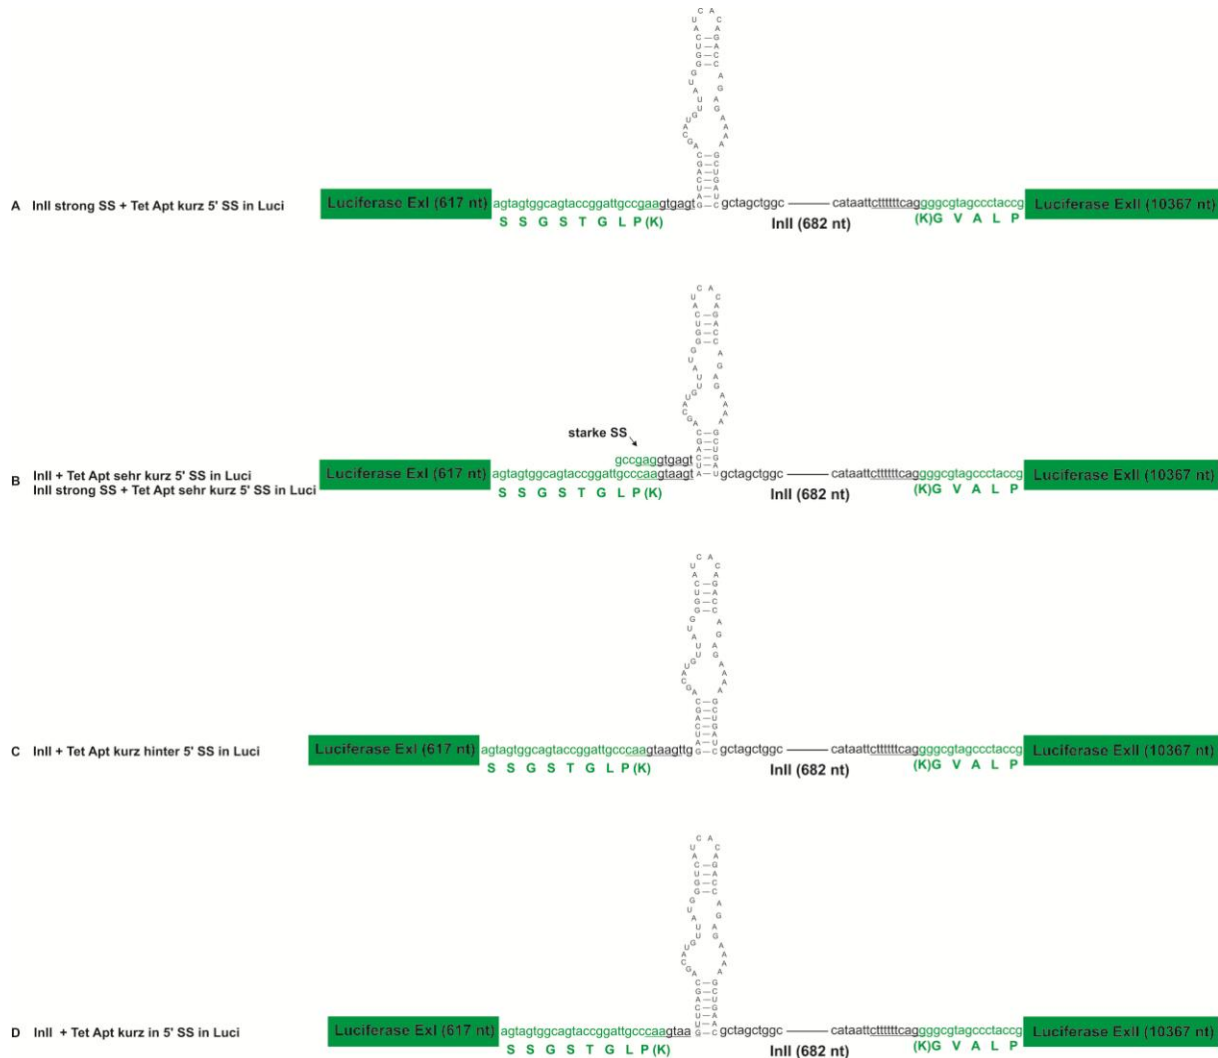 A InII strong SS + Tet Apt kurz 5' SS in Luci
Luciferase ExI (617 nt)
agtagtggcagtaccggattgccgaagtgagt
gctagctggc
cataattcttttttcaggggcgtagccctaccg
Luciferase ExII (10367 nt)
S S G S T G L P (K)
InII (682 nt)
(K)G V A L P
starke SS
gccgaggtgagt
B InII + Tet Apt sehr kurz 5' SS in Luci
InII strong SS + Tet Apt sehr kurz 5' SS in Luci
Luciferase ExI (617 nt)
agtagtggcagtaccggattgcccaagtaagt
gctagctggc
cataattcttttttcaggggcgtagccctaccg
Luciferase ExII (10367 nt)
S S G S T G L P (K)
InII (682 nt)
(K)G V A L P
C InII + Tet Apt kurz hinter 5' SS in Luci
Luciferase ExI (617 nt)
agtagtggcagtaccggattgcccaagtaagttg
gctagctggc
cataattcttttttcaggggcgtagccctaccg
Luciferase ExII (10367 nt)
S S G S T G L P (K)
InII (682 nt)
(K)G V A L P
D InII + Tet Apt kurz in 5' SS in Luci
Luciferase ExI (617 nt)
agtagtggcagtaccggattgcccaagtaa
gctagctggc
cataattcttttttcaggggcgtagccctaccg
Luciferase ExII (10367 nt)
S S G S T G L P (K)
InII (682 nt)
(K)G V A L P